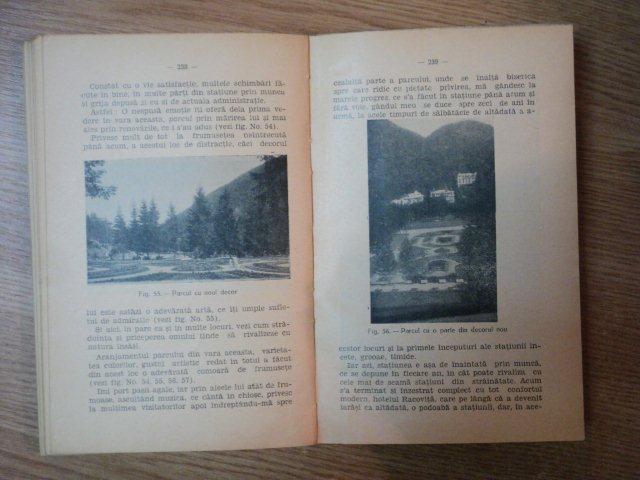 — 238 —
Constat cu o vie satisfacție, multele schimbări fă-
cute în bine, în multe părți din stațiune prin munca
și grija depusă și cu și de actuala administrație.
Astfel: O nespusă emoție îți oferă dela prima ve-
dere în vara aceasta, parcul prin mărirea lui și mai
ales prin renovările, ce i s'au adus (vezi fig. No. 54).
Privesc mult de tot la frumusețea neîntrecută
până acum, a acestui loc de distracție, căci decorul
Fig. 55. — Parcul cu noul decor
lui este astăzi o adevărată artă, ce îți umple sufle-
tul de admirație (vezi fig. No. 55).
Și aici, în pare ca și în multe locuri, vezi cum stră-
duința și priceperea omului tinde să rivalizese cu
natura însăși.
Aranjamentul parcului din vara aceasta, varieta-
tea culorilor, gustul artistic redat în totul a făcut
din acest loc o adevărată comoară de frumusețe
(vezi fig. No. 54, 55, 56, 57).
Îmi port pașii agale, iar prin aleele lui atât de fru-
moase, ascultând muzica, ce cântă în chioșc, privesc
la mulțimea vizitatorilor apoi îndreptându-mă spre
— 239 —
cealaltă parte a parcului, unde se înalță biserica
spre care ridic cu pietate privirea, mă gândesc la
marele progres, ce s'a făcut în stațiune până acum și
fără voie, gândul meu se duce spre zeci de ani în
urmă, la acele timpuri de sălbătăcie de altădată a a-
Fig. 56. — Parcul cu o parte din decorul nou
cestor locuri și la primele începuturi ale stațiunii în-
cete, greoae, timide.
Iar azi, stațiunea e așa de înaintată prin muncă,
ce se depune în fiecare an, în cât poate rivaliza cu
cele mai de seamă stațiuni din străinătate. Acum
s'a terminat și înzestrat complect cu tot confortul
modern, hotelul Racoviță, care pe lângă că a devenit
iarăși ca altădată, o podoabă a stațiunii, dar, în ace-